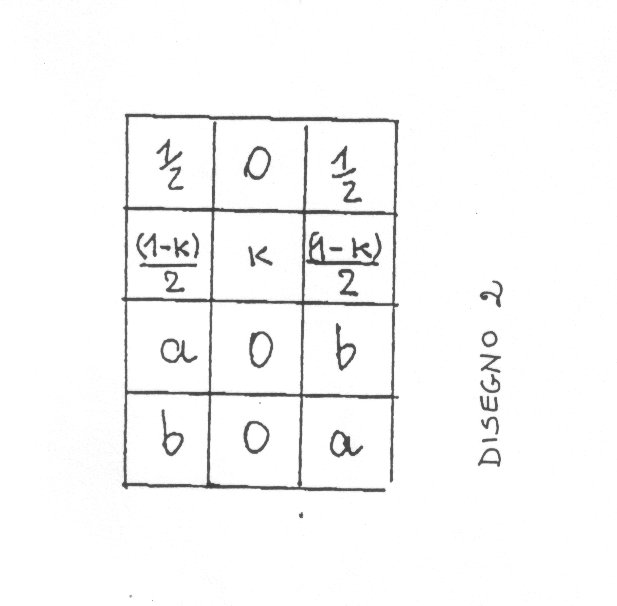 1/2 0 1/2
(1-K)/2 K (1-K)/2
a 0 b
b 0 a
DISEGNO 2